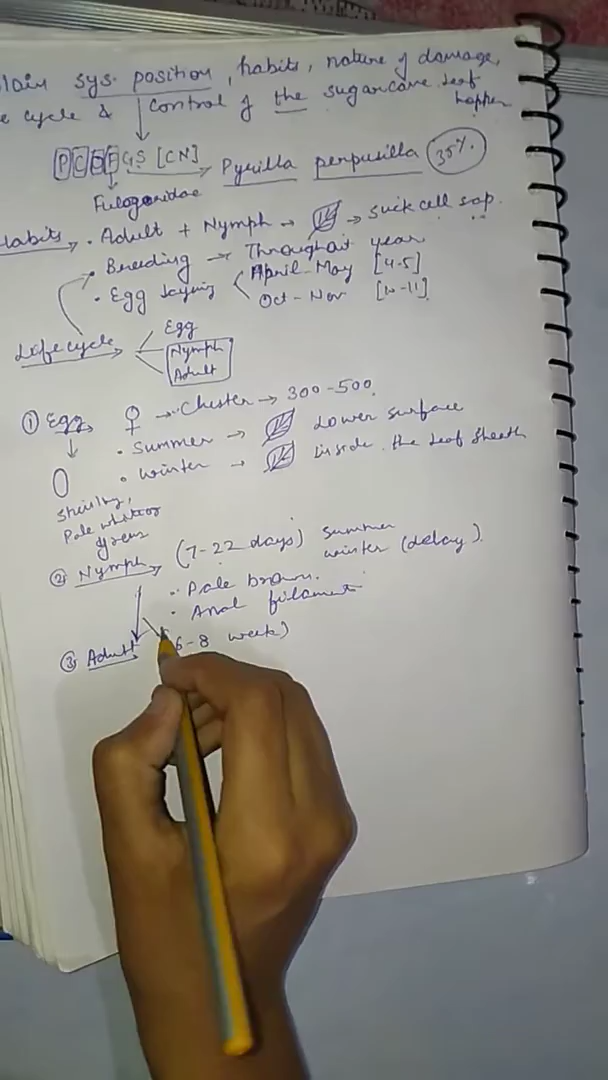 sys. position, habits, nature of damage,
cycle & control of the sugarcane leaf
hopper
PCOFGS [CN] Pyrilla perpusilla 35%
Fulgoridae
Habits . Adult + Nymph → → suck cell sap.
. Breeding → Throughout year
. Egg laying April-May [4-5]
Oct-Nov [10-11]
Life cycle → Egg
Nymph
Adult
① Egg → ♀ → Chester → 300-500.
. Summer → Lower surface
. winter → inside the leaf sheath
Pale whitish
green
② Nymph → (7-22 days) summer
winter (delay).
. Pale brown.
. Anal filament
③ Adult 6-8 week)